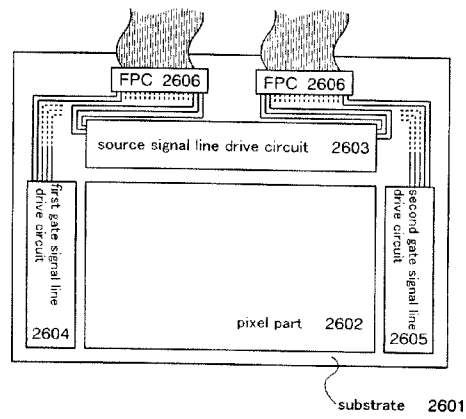 FPC 2606
FPC 2606
source signal line drive circuit 2603
first gate signal line
drive circuit
2604
second gate signal line
drive circuit
2605
pixel part 2602
substrate 2601